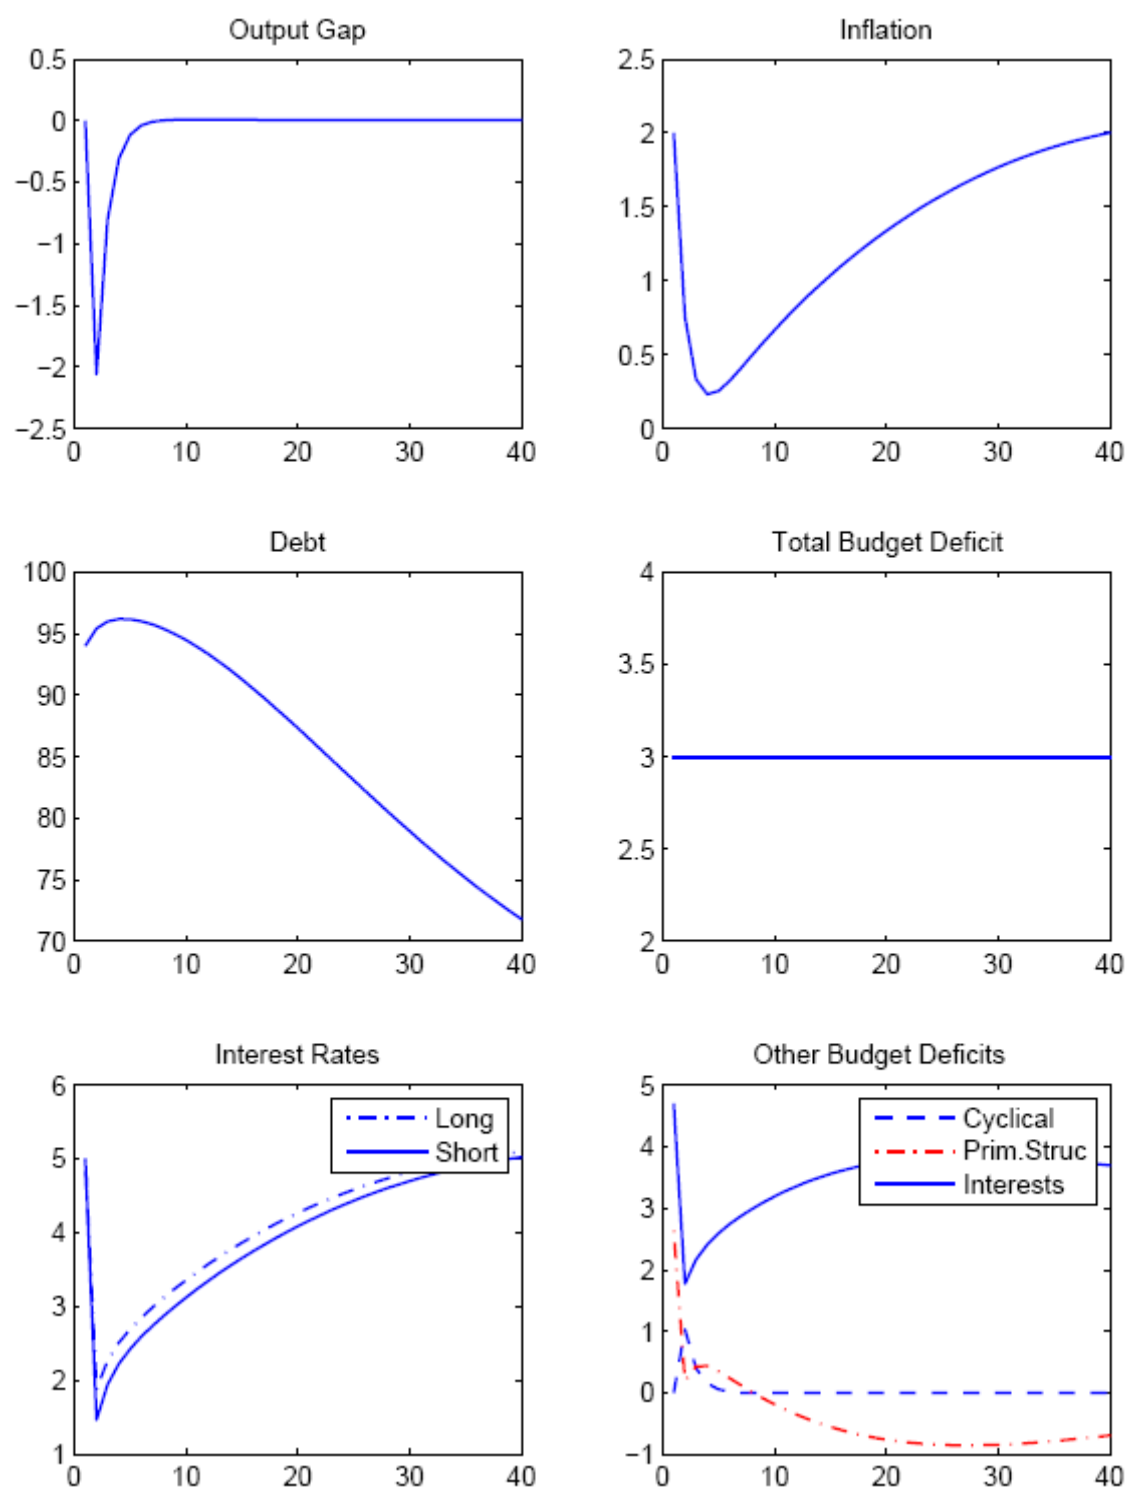 Output Gap
0.5
0
−0.5
−1
−1.5
−2
−2.5
0 10 20 30 40
Inflation
2.5
2
1.5
1
0.5
0
0 10 20 30 40
Debt
100
95
90
85
80
75
70
0 10 20 30 40
Total Budget Deficit
4
3.5
3
2.5
2
0 10 20 30 40
Interest Rates
6
5
4
3
2
1
0 10 20 30 40
Long
Short
Other Budget Deficits
5
4
3
2
1
0
−1
0 10 20 30 40
Cyclical
Prim.Struc
Interests